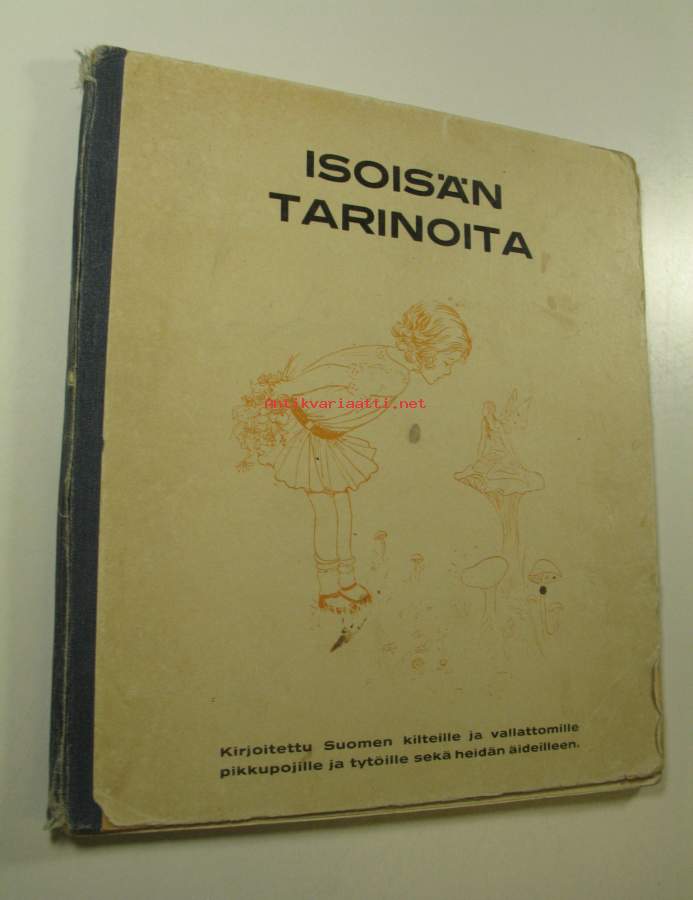 ISOISÄN
TARINOITA
Antikvariaatti.net
Kirjoitettu Suomen kilteille ja vallattomille
pikkupojille ja tytöille sekä heidän äideilleen.